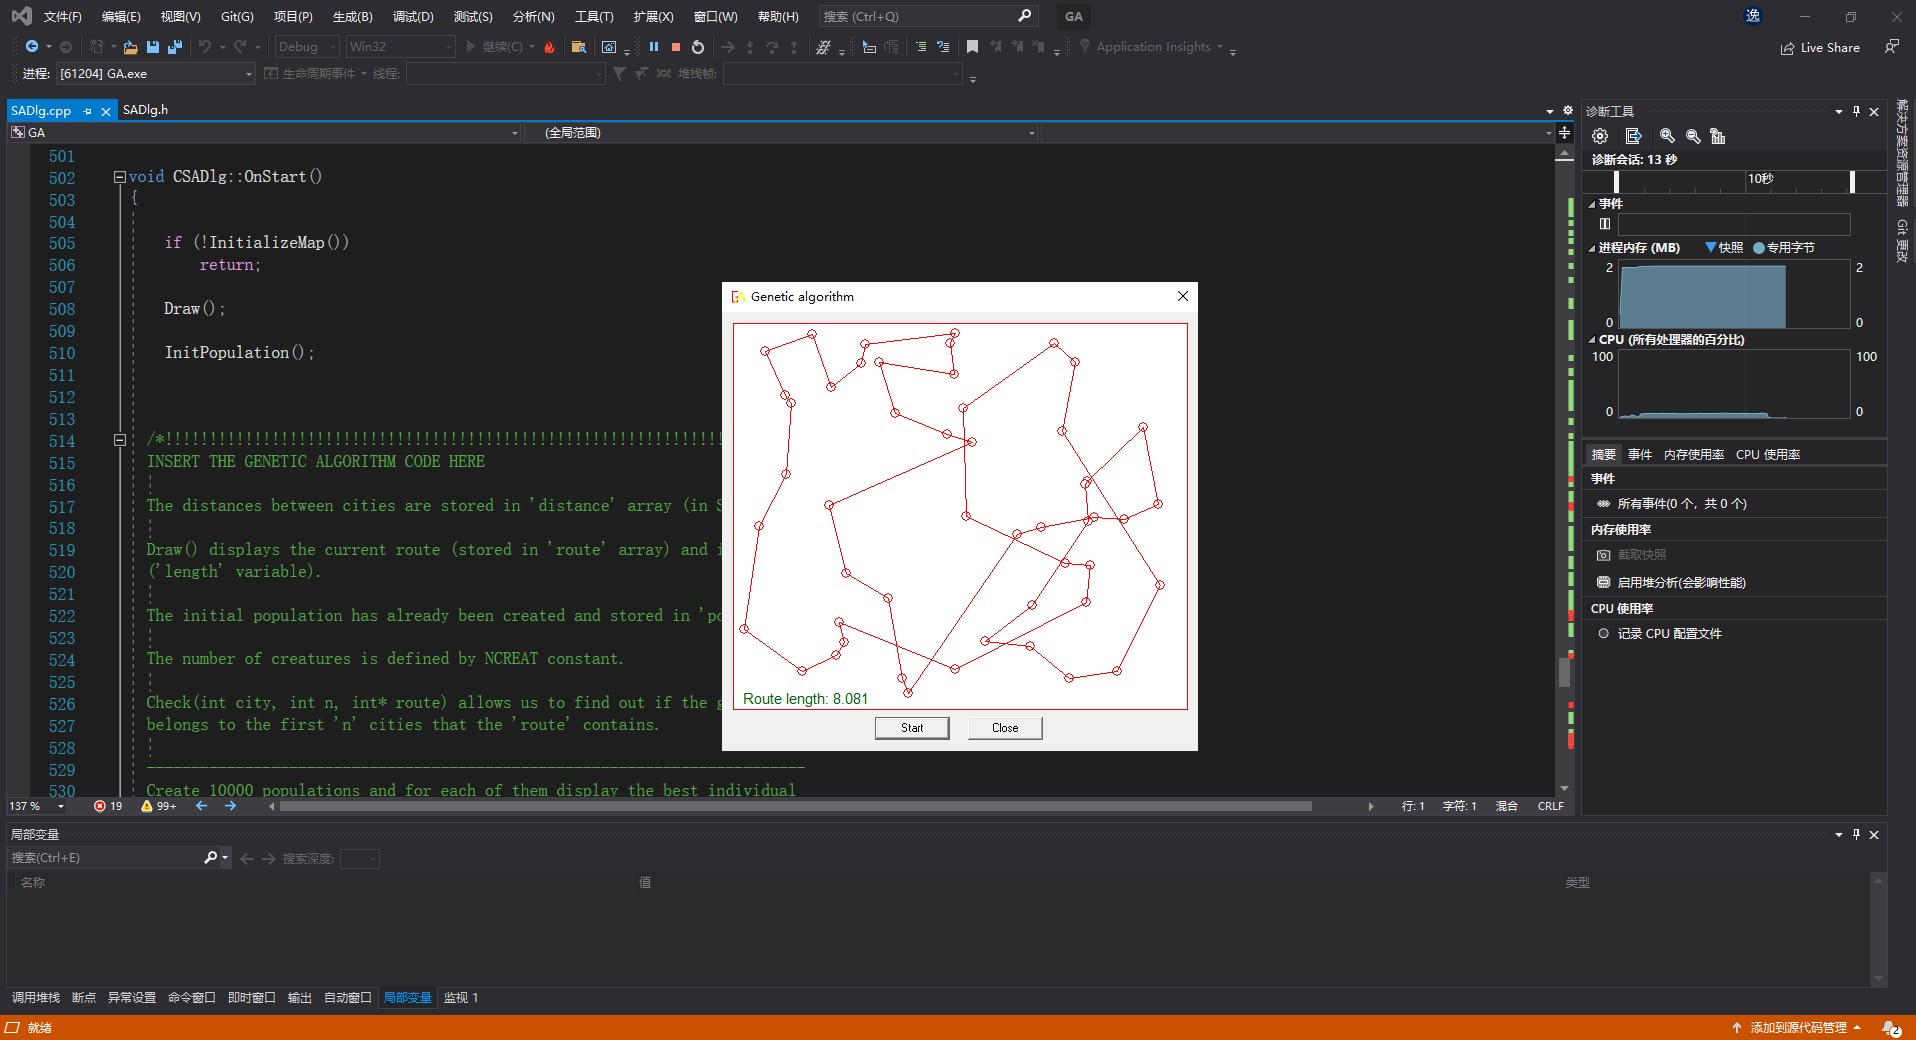 文件(F) 编辑(E) 视图(V) Git(G) 项目(P) 生成(B) 调试(D) 测试(S) 分析(N) 工具(T) 扩展(X) 窗口(W) 帮助(H) 搜索 (Ctrl+Q) GA 逸
Debug Win32 继续(C) Application Insights Live Share
进程: [61204] GA.exe 生命周期事件 线程: 堆栈帧:
SADlg.cpp SADlg.h
GA (全局范围)
501
502 void CSADlg::OnStart()
503 {
504
505 if (!InitializeMap())
506 return;
507
508 Draw();
509
510 InitPopulation();
511
512
513
514 /*!!!!!!!!!!!!!!!!!!!!!!!!!!!!!!!!!!!!!!!!!!!!!!!!!!!!!!!!!!!!!!!
515 INSERT THE GENETIC ALGORITHM CODE HERE
516
517 The distances between cities are stored in 'distance' array (in S
518
519 Draw() displays the current route (stored in 'route' array) and i
520 ('length' variable).
521
522 The initial population has already been created and stored in 'po
523
524 The number of creatures is defined by NCREAT constant.
525
526 Check(int city, int n, int* route) allows us to find out if the g
527 belongs to the first 'n' cities that the 'route' contains.
528
529 --------------------------------------------------------------------------
530 Create 10000 populations and for each of them display the best individual
137 % 19 99+ 行: 1 字符: 1 混合 CRLF
Genetic algorithm
Route length: 8.081
Start Close
诊断工具
诊断会话: 13 秒
10秒
事件
进程内存 (MB) 快照 专用字节
2 2
0 0
CPU (所有处理器的百分比)
100 100
0 0
摘要 事件 内存使用率 CPU 使用率
事件
所有事件(0 个，共 0 个)
内存使用率
截取快照
启用堆分析(会影响性能)
CPU 使用率
记录 CPU 配置文件
解决方案资源管理器
Git 更改
局部变量
搜索(Ctrl+E) 搜索深度:
名称 值 类型
调用堆栈 断点 异常设置 命令窗口 即时窗口 输出 自动窗口 局部变量 监视 1
就绪 添加到源代码管理 2